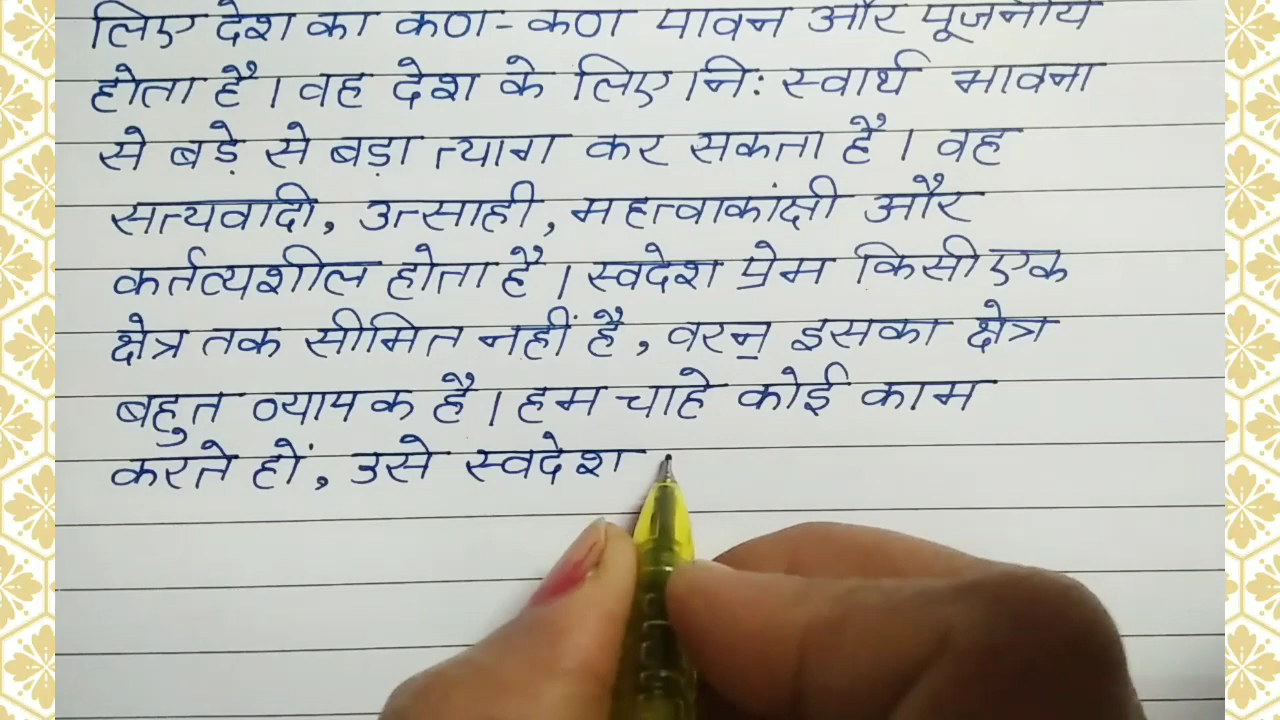 लिए देश का कण-कण पावन और पूजनीय
होता है। वह देश के लिए निः स्वार्थ भावना
से बड़े से बड़ा त्याग कर सकता है। वह
सत्यवादी, उत्साही, महत्वाकांक्षी और
कर्तव्यशील होता है। स्वदेश प्रेम किसी एक
क्षेत्र तक सीमित नहीं है, वरन् इसका क्षेत्र
बहुत व्यापक है। हम चाहे कोई काम
करते हों, उसे स्वदेश